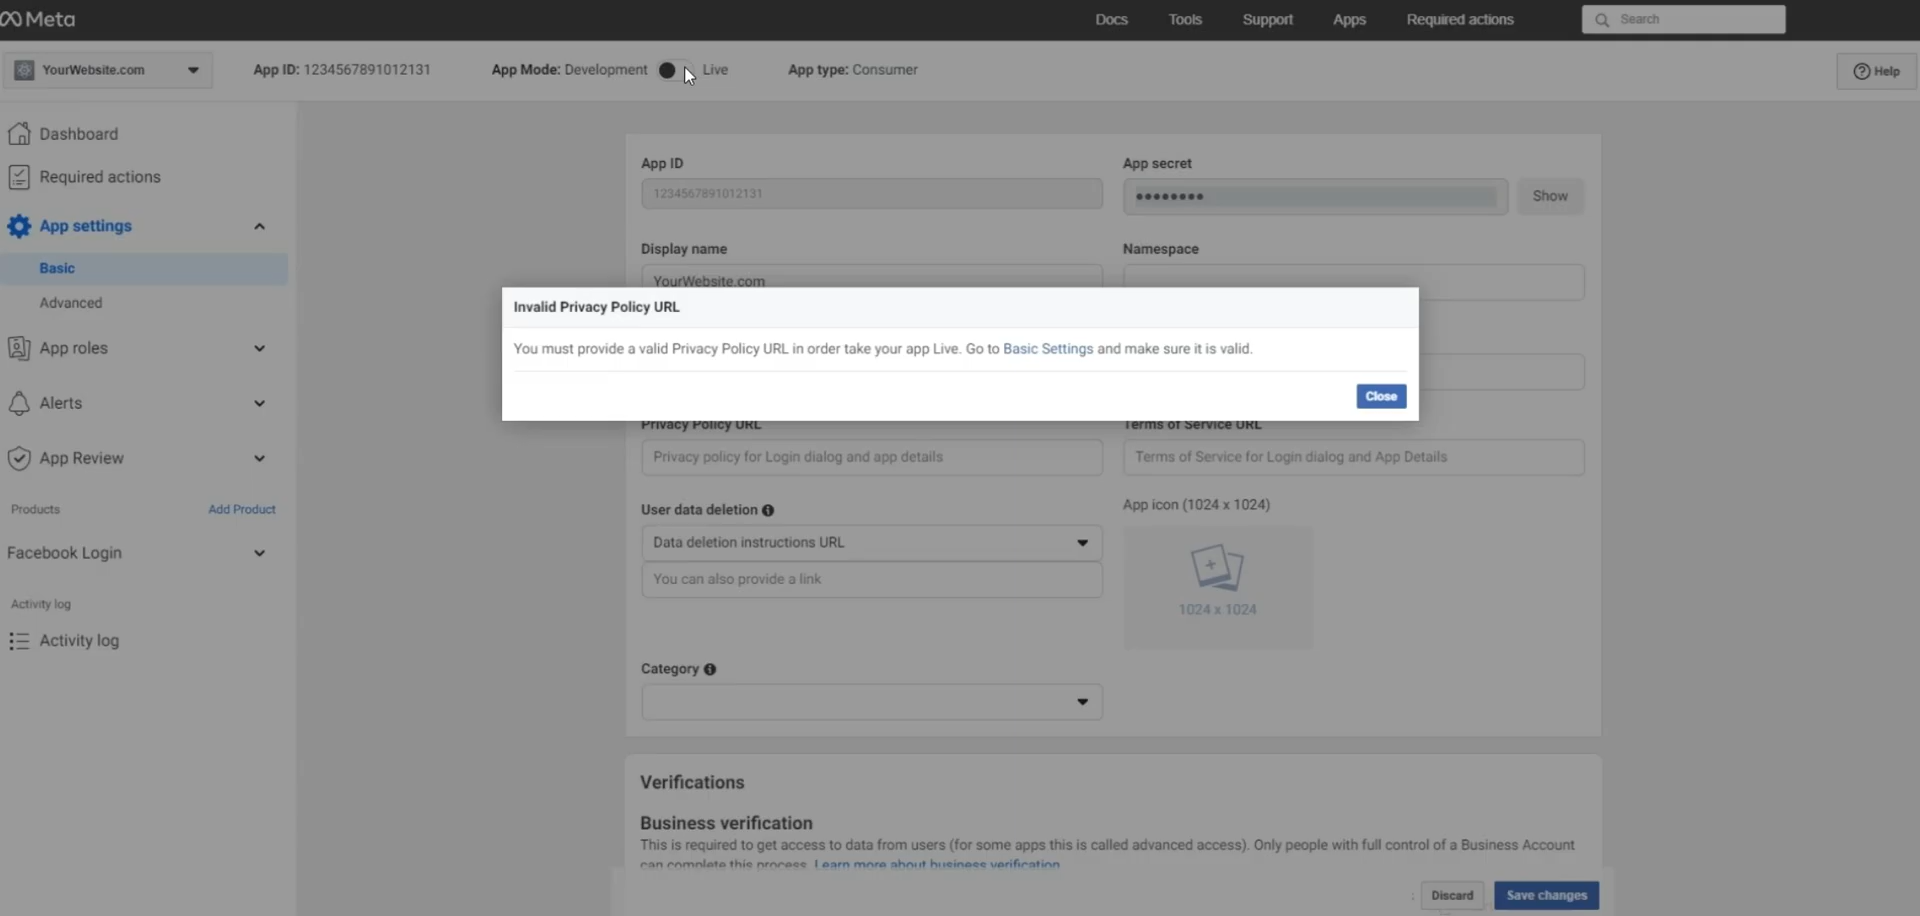 Meta
Docs
Tools
Support
Apps
Required actions
Search
YourWebsite.com
App ID: 1234567891012131
App Mode: Development
Live
App type: Consumer
Help
Dashboard
Required actions
App settings
Basic
Advanced
App roles
Alerts
App Review
Products
Add Product
Facebook Login
Activity log
Activity log
App ID
1234567891012131
App secret
Show
Display name
YourWebsite.com
Namespace
Invalid Privacy Policy URL
You must provide a valid Privacy Policy URL in order take your app Live. Go to Basic Settings and make sure it is valid.
Close
Privacy Policy URL
Privacy policy for Login dialog and app details
Terms of Service URL
Terms of Service for Login dialog and App Details
User data deletion
Data deletion instructions URL
You can also provide a link
App icon (1024 x 1024)
1024 x 1024
Category
Verifications
Business verification
This is required to get access to data from users (for some apps this is called advanced access). Only people with full control of a Business Account
can complete this process. Learn more about business verification
Discard
Save changes